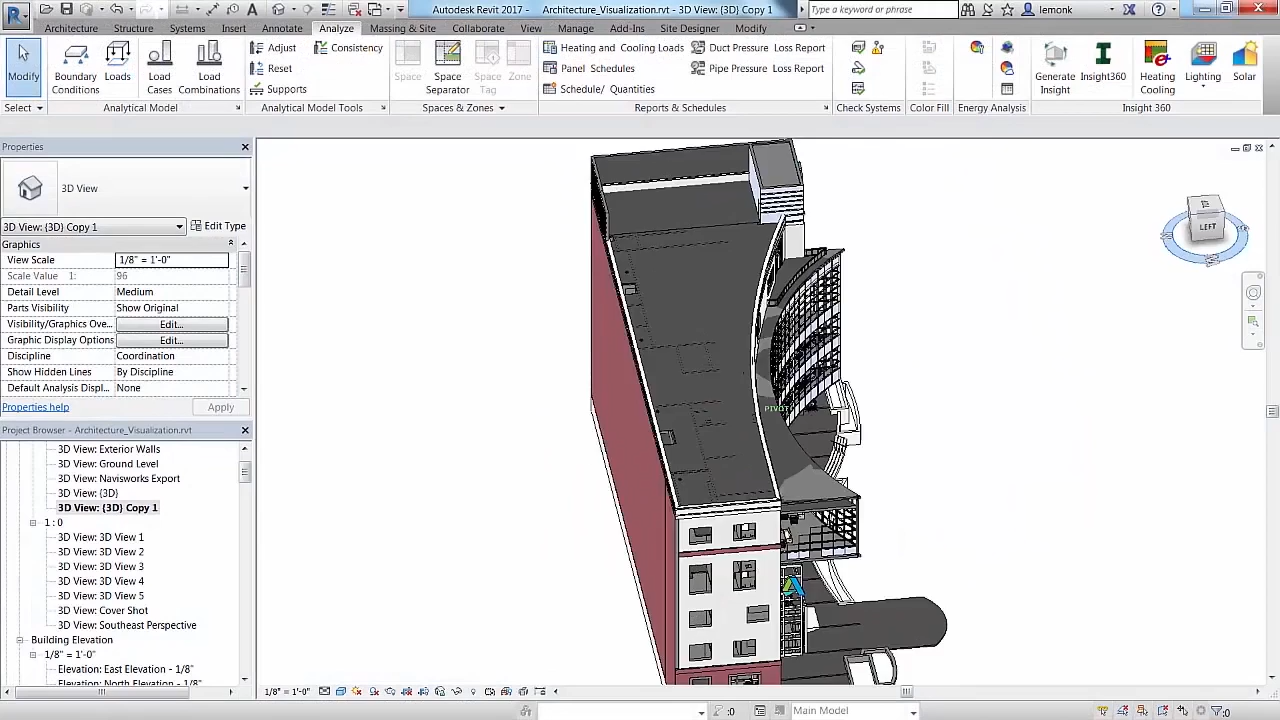 Autodesk Revit 2017 - Architecture_Visualization.rvt - 3D View: {3D} Copy 1
Type a keyword or phrase
lemonk
Architecture Structure Systems Insert Annotate Analyze Massing & Site Collaborate View Manage Add-Ins Site Designer Modify
Modify
Boundary Conditions
Loads
Load Cases
Load Combinations
Adjust
Reset
Supports
Consistency
Space
Space Separator
Space
Zone
Heating and Cooling Loads
Panel Schedules
Schedule/ Quantities
Duct Pressure Loss Report
Pipe Pressure Loss Report
Generate Insight
Insight360
Heating Cooling
Lighting
Solar
Select
Analytical Model
Analytical Model Tools
Spaces & Zones
Reports & Schedules
Check Systems
Color Fill
Energy Analysis
Insight 360
Properties
3D View
3D View: {3D} Copy 1
Edit Type
Graphics
View Scale 1/8" = 1'-0"
Scale Value 1: 96
Detail Level Medium
Parts Visibility Show Original
Visibility/Graphics Ove... Edit...
Graphic Display Options Edit...
Discipline Coordination
Show Hidden Lines By Discipline
Default Analysis Displ... None
Properties help
Apply
Project Browser - Architecture_Visualization.rvt
3D View: Exterior Walls
3D View: Ground Level
3D View: Navisworks Export
3D View: {3D}
3D View: {3D} Copy 1
1 : 0
3D View: 3D View 1
3D View: 3D View 2
3D View: 3D View 3
3D View: 3D View 4
3D View: 3D View 5
3D View: Cover Shot
3D View: Southeast Perspective
Building Elevation
1/8" = 1'-0"
Elevation: East Elevation - 1/8"
Elevation: North Elevation - 1/8"
LEFT
PIVOT
1/8" = 1'-0"
:0
Main Model
:0